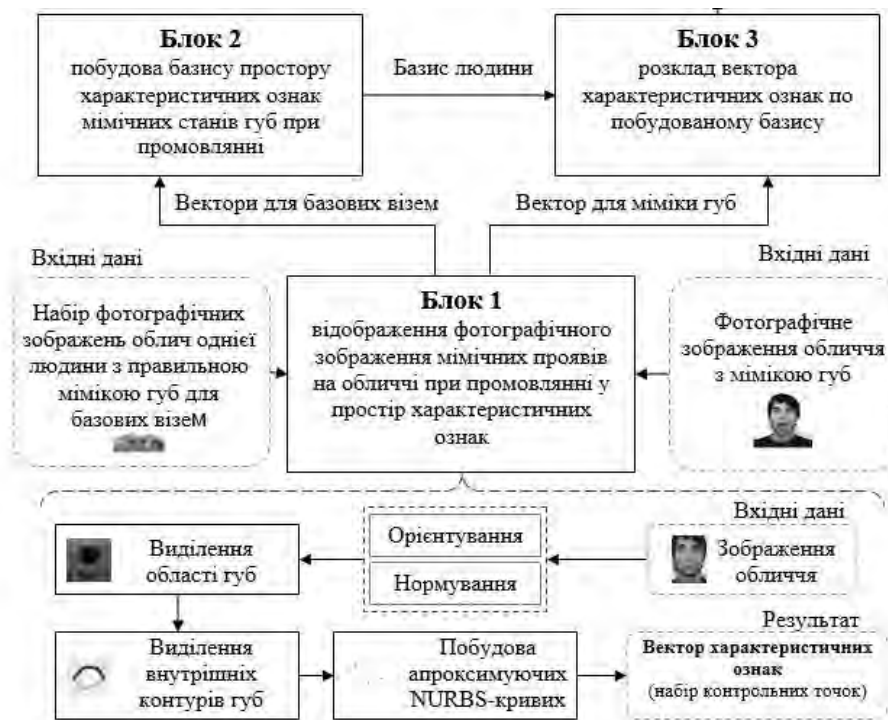 Блок 2
побудова базису простору
характеристичних ознак
мімічних станів губ при
промовлянні
Базис людини
Блок 3
розклад вектора
характеристичних ознак по
побудованому базису
Вектори для базових візем
Вектор для міміки губ
Вхідні дані
Набір фотографічних
зображень облич однієї
людини з правильною
мімікою губ для
базових візем
Блок 1
відображення фотографічного
зображення мімічних проявів
на обличчі при промовлянні у
простір характеристичних
ознак
Вхідні дані
Фотографічне
зображення обличчя
з мімікою губ
Вхідні дані
Зображення
обличчя
Орієнтування
Нормування
Виділення
області губ
Виділення
внутрішніх
контурів губ
Побудова
апроксимуючих
NURBS-кривих
Результат
Вектор характеристичних
ознак
(набір контрольних точок)